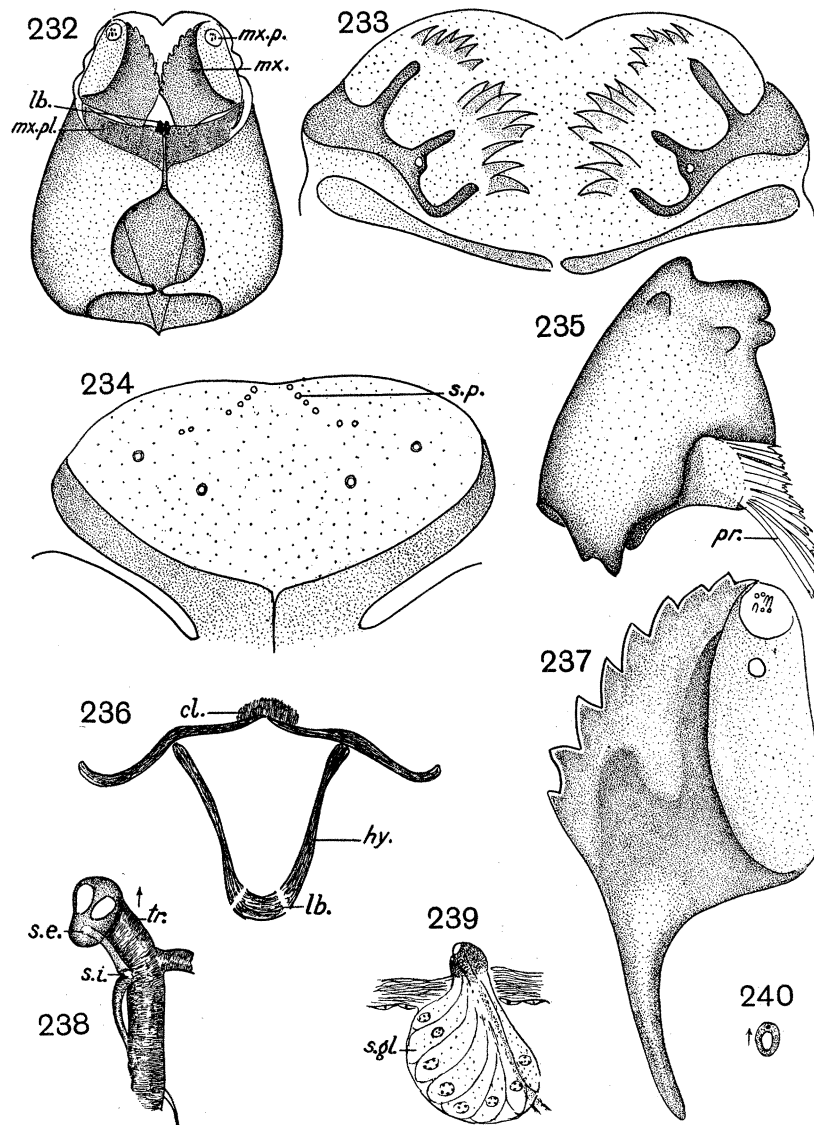 232
mx.p.
mx.
lb.
mx.pl.
233
234
s.p.
235
pr.
236
cl.
hy.
lb.
237
238
tr.
s.e.
s.i.
239
s.gl.
240